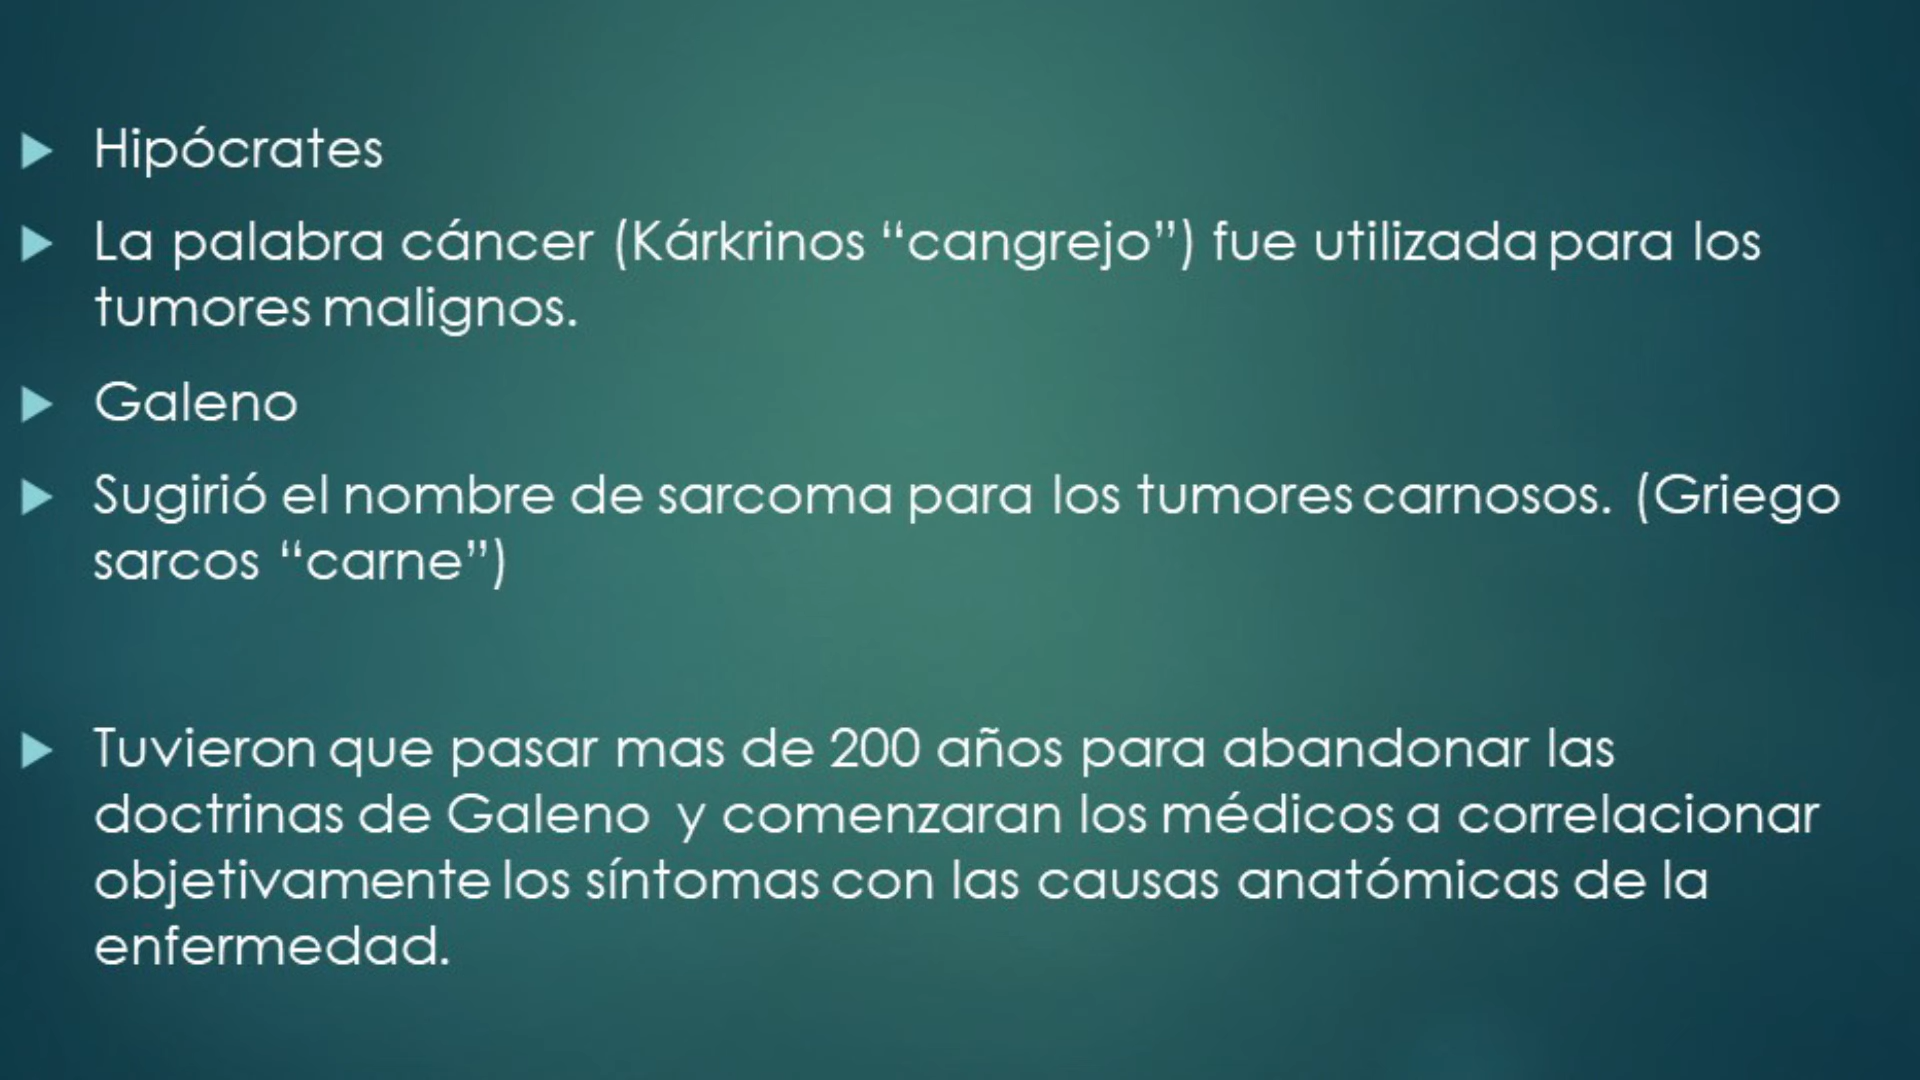 Hipócrates
La palabra cáncer (Kárkrinos “cangrejo”) fue utilizada para los
tumores malignos.
Galeno
Sugirió el nombre de sarcoma para los tumores carnosos. (Griego
sarcos “carne”)
Tuvieron que pasar mas de 200 años para abandonar las
doctrinas de Galeno y comenzaran los médicos a correlacionar
objetivamente los síntomas con las causas anatómicas de la
enfermedad.